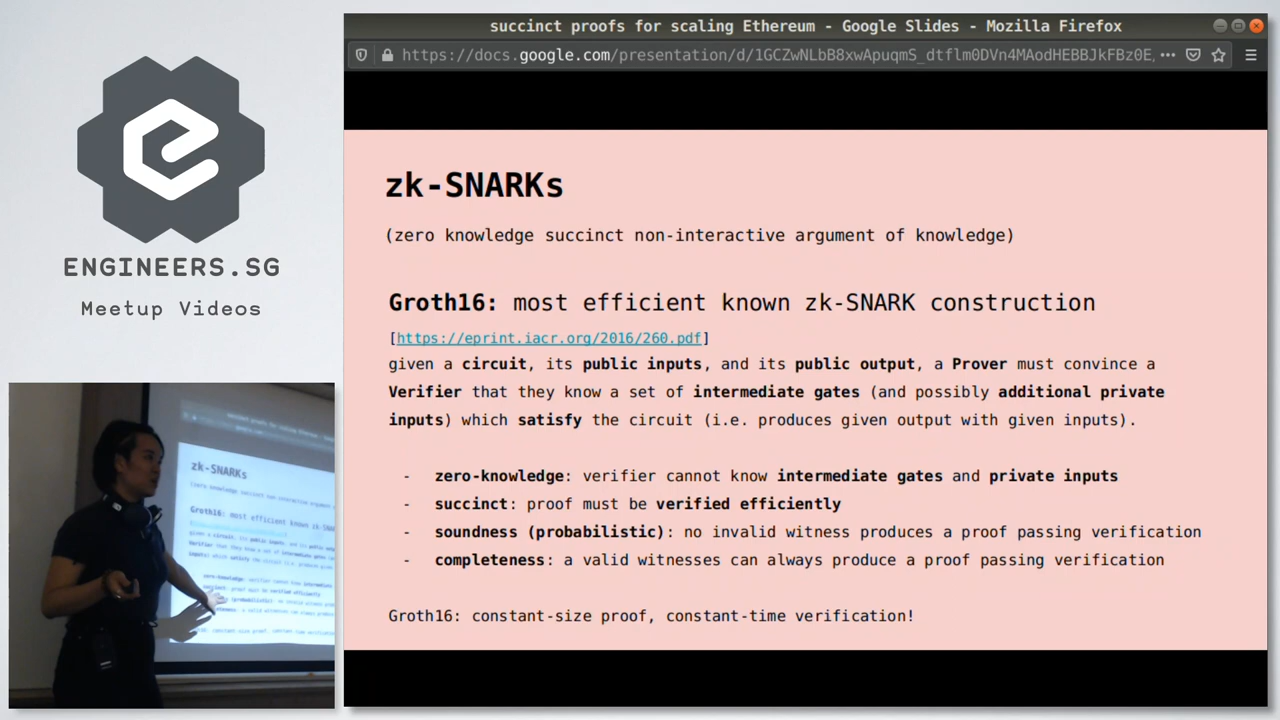 succinct proofs for scaling Ethereum - Google Slides - Mozilla Firefox
https://docs.google.com/presentation/d/1GCZwNLbB8xwApuqmS_dtflm0DVn4MAodHEBBJkFBz0E,
ENGINEERS.SG
Meetup Videos
zk-SNARKs
(zero knowledge succinct non-interactive argument of knowledge)
Groth16: most efficient known zk-SNARK construction
[https://eprint.iacr.org/2016/260.pdf]
given a circuit, its public inputs, and its public output, a Prover must convince a
Verifier that they know a set of intermediate gates (and possibly additional private
inputs) which satisfy the circuit (i.e. produces given output with given inputs).
- zero-knowledge: verifier cannot know intermediate gates and private inputs
- succinct: proof must be verified efficiently
- soundness (probabilistic): no invalid witness produces a proof passing verification
- completeness: a valid witnesses can always produce a proof passing verification
Groth16: constant-size proof, constant-time verification!
zk-SNARKs
Groth16: most efficient known zk-SN